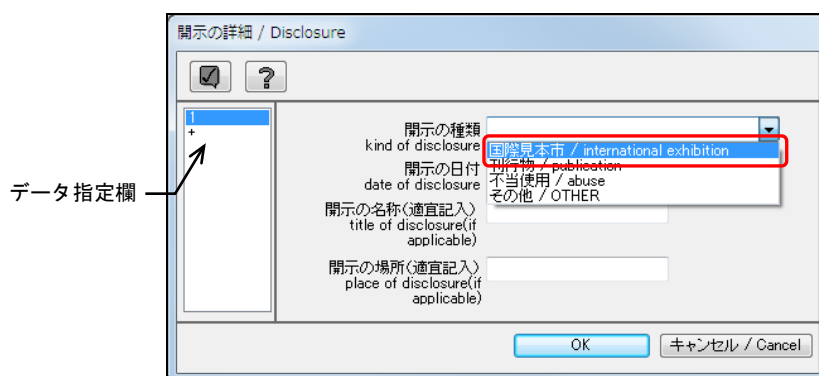 開示の詳細 / Disclosure
?
1
+
データ指定欄
開示の種類
kind of disclosure
国際見本市 / international exhibition
刊行物 / publication
不当使用 / abuse
その他 / OTHER
開示の日付
date of disclosure
開示の名称(適宜記入)
title of disclosure(if
applicable)
開示の場所(適宜記入)
place of disclosure(if
applicable)
OK
キャンセル / Cancel